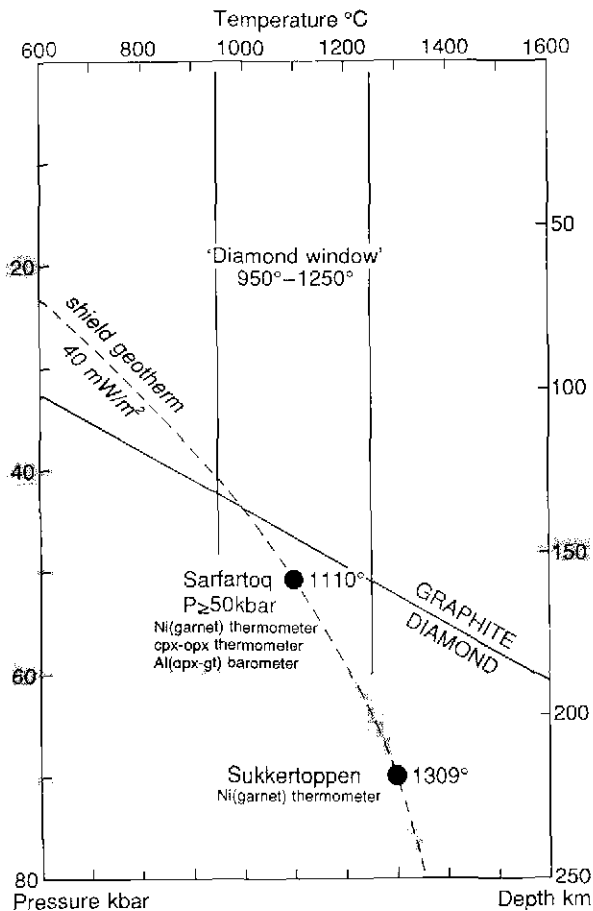 Temperature °C
600 800 1000 1200 1400 1600
'Diamond window'
950°–1250°
shield geotherm
40 mW/m²
20
40
60
80
50
100
150
200
250
Sarfartoq
1110°
P≥50kbar
Ni(garnet) thermometer
cpx-opx thermometer
Al(opx-gt) barometer
GRAPHITE
DIAMOND
Sukkertoppen
1309°
Ni(garnet) thermometer
Pressure kbar
Depth km